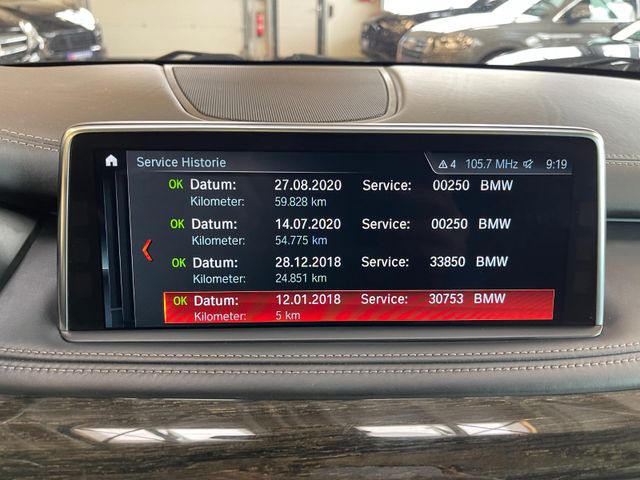 Service Historie 4 105.7 MHz 9:19
OK Datum: 27.08.2020 Service: 00250 BMW
Kilometer: 59.828 km
OK Datum: 14.07.2020 Service: 00250 BMW
Kilometer: 54.775 km
OK Datum: 28.12.2018 Service: 33850 BMW
Kilometer: 24.851 km
OK Datum: 12.01.2018 Service: 30753 BMW
Kilometer: 5 km